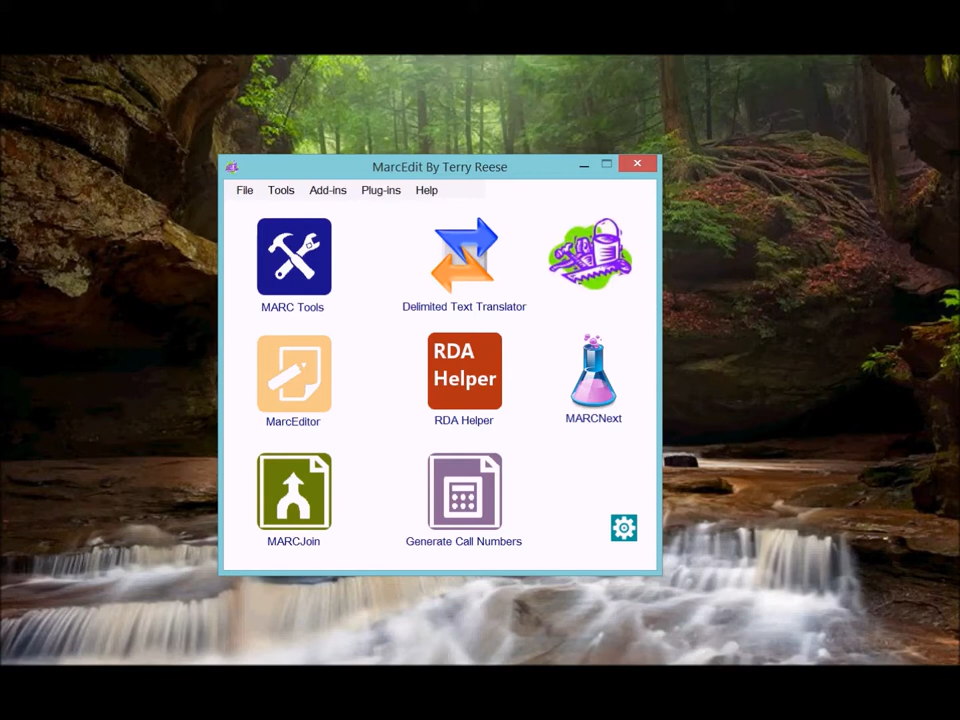 MarcEdit By Terry Reese
File Tools Add-ins Plug-ins Help
MARC Tools
Delimited Text Translator
RDA
Helper
MarcEditor
RDA Helper
MARCNext
MARCJoin
Generate Call Numbers